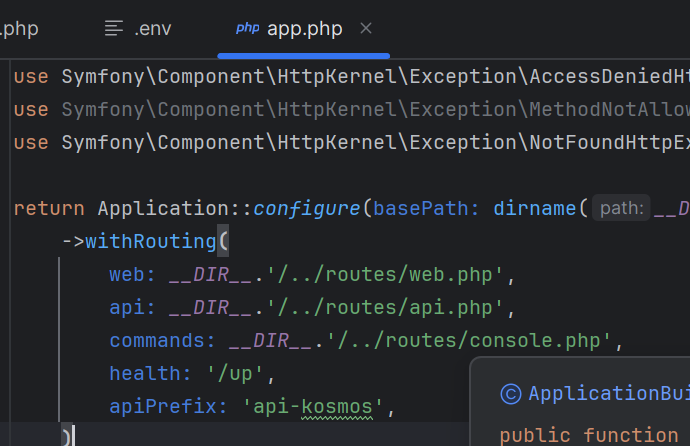 .php .env php app.php
use Symfony\Component\HttpKernel\Exception\AccessDeniedHt
use Symfony\Component\HttpKernel\Exception\MethodNotAllow
use Symfony\Component\HttpKernel\Exception\NotFoundHttpEx
return Application::configure(basePath: dirname( path: __D
->withRouting(
web: __DIR__.'/../routes/web.php',
api: __DIR__.'/../routes/api.php',
commands: __DIR__.'/../routes/console.php',
health: '/up',
apiPrefix: 'api-kosmos',
)
© ApplicationBui
public function